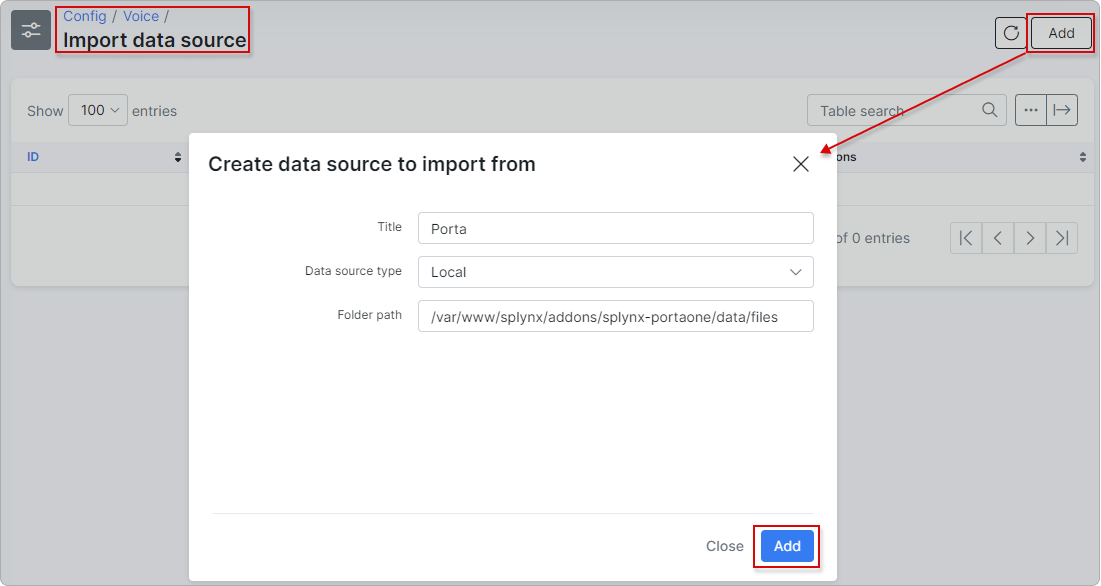 Config / Voice /
Import data source
Add
Show 100 entries
Table search
ID
ons
of 0 entries
Create data source to import from
Title
Porta
Data source type
Local
Folder path
/var/www/splynx/addons/splynx-portaone/data/files
Close
Add